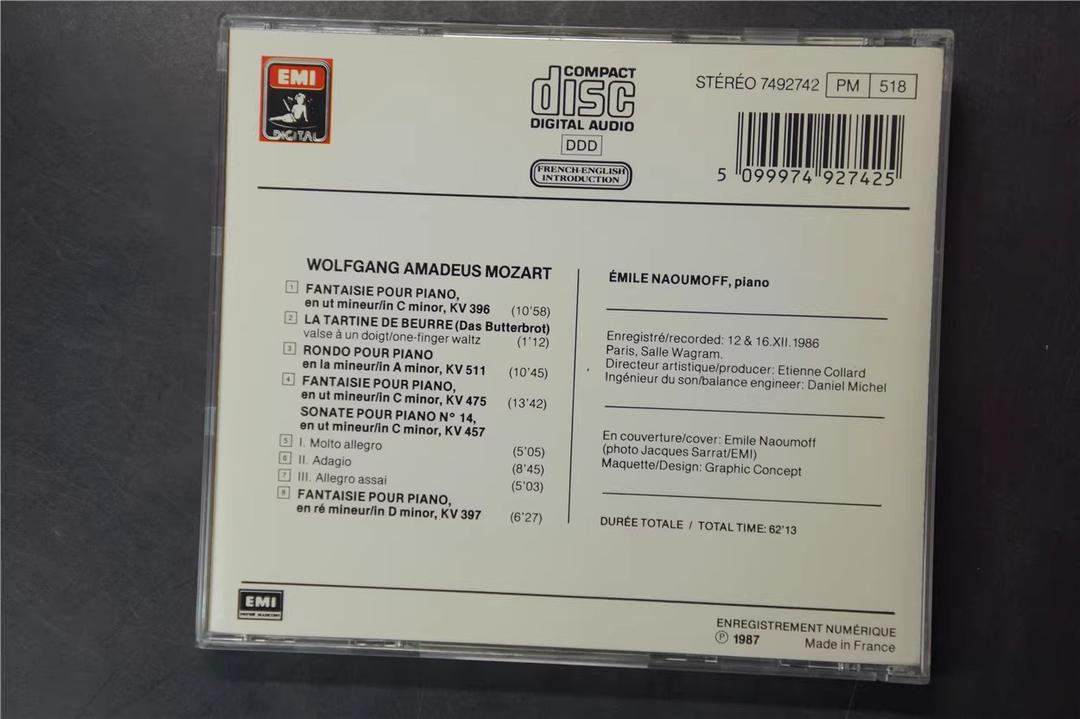 EMI
DIGITAL
COMPACT
disc
DIGITAL AUDIO
DDD
FRENCH-ENGLISH
INTRODUCTION
STÉRÉO 7492742 PM 518
5 099974 927425
WOLFGANG AMADEUS MOZART
1 FANTAISIE POUR PIANO,
en ut mineur/in C minor, KV 396 (10'58)
2 LA TARTINE DE BEURRE (Das Butterbrot)
valse à un doigt/one-finger waltz (1'12)
3 RONDO POUR PIANO
en la mineur/in A minor, KV 511 (10'45)
4 FANTAISIE POUR PIANO,
en ut mineur/in C minor, KV 475 (13'42)
SONATE POUR PIANO N° 14,
en ut mineur/in C minor, KV 457
5 I. Molto allegro (5'05)
6 II. Adagio (8'45)
7 III. Allegro assai (5'03)
8 FANTAISIE POUR PIANO,
en ré mineur/in D minor, KV 397 (6'27)
ÉMILE NAOUMOFF, piano
Enregistré/recorded: 12 & 16.XII.1986
Paris, Salle Wagram.
Directeur artistique/producer: Etienne Collard
Ingénieur du son/balance engineer: Daniel Michel
En couverture/cover: Emile Naoumoff
(photo Jacques Sarrat/EMI)
Maquette/Design: Graphic Concept
DURÉE TOTALE / TOTAL TIME: 62'13
EMI
ENREGISTREMENT NUMÉRIQUE
Ⓟ 1987 Made in France